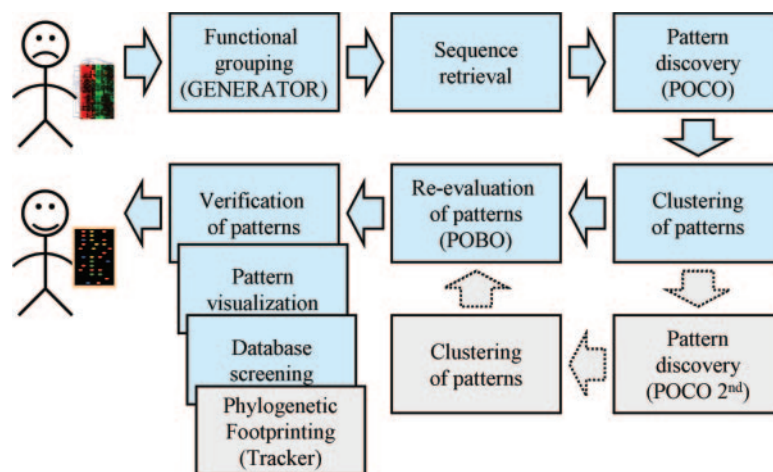 Functional
grouping
(GENERATOR)
Sequence
retrieval
Pattern
discovery
(POCO)
Verification
of patterns
Re-evaluation
of patterns
(POBO)
Clustering
of patterns
Pattern
visualization
Database
screening
Phylogenetic
Footprinting
(Tracker)
Clustering
of patterns
Pattern
discovery
(POCO 2nd)